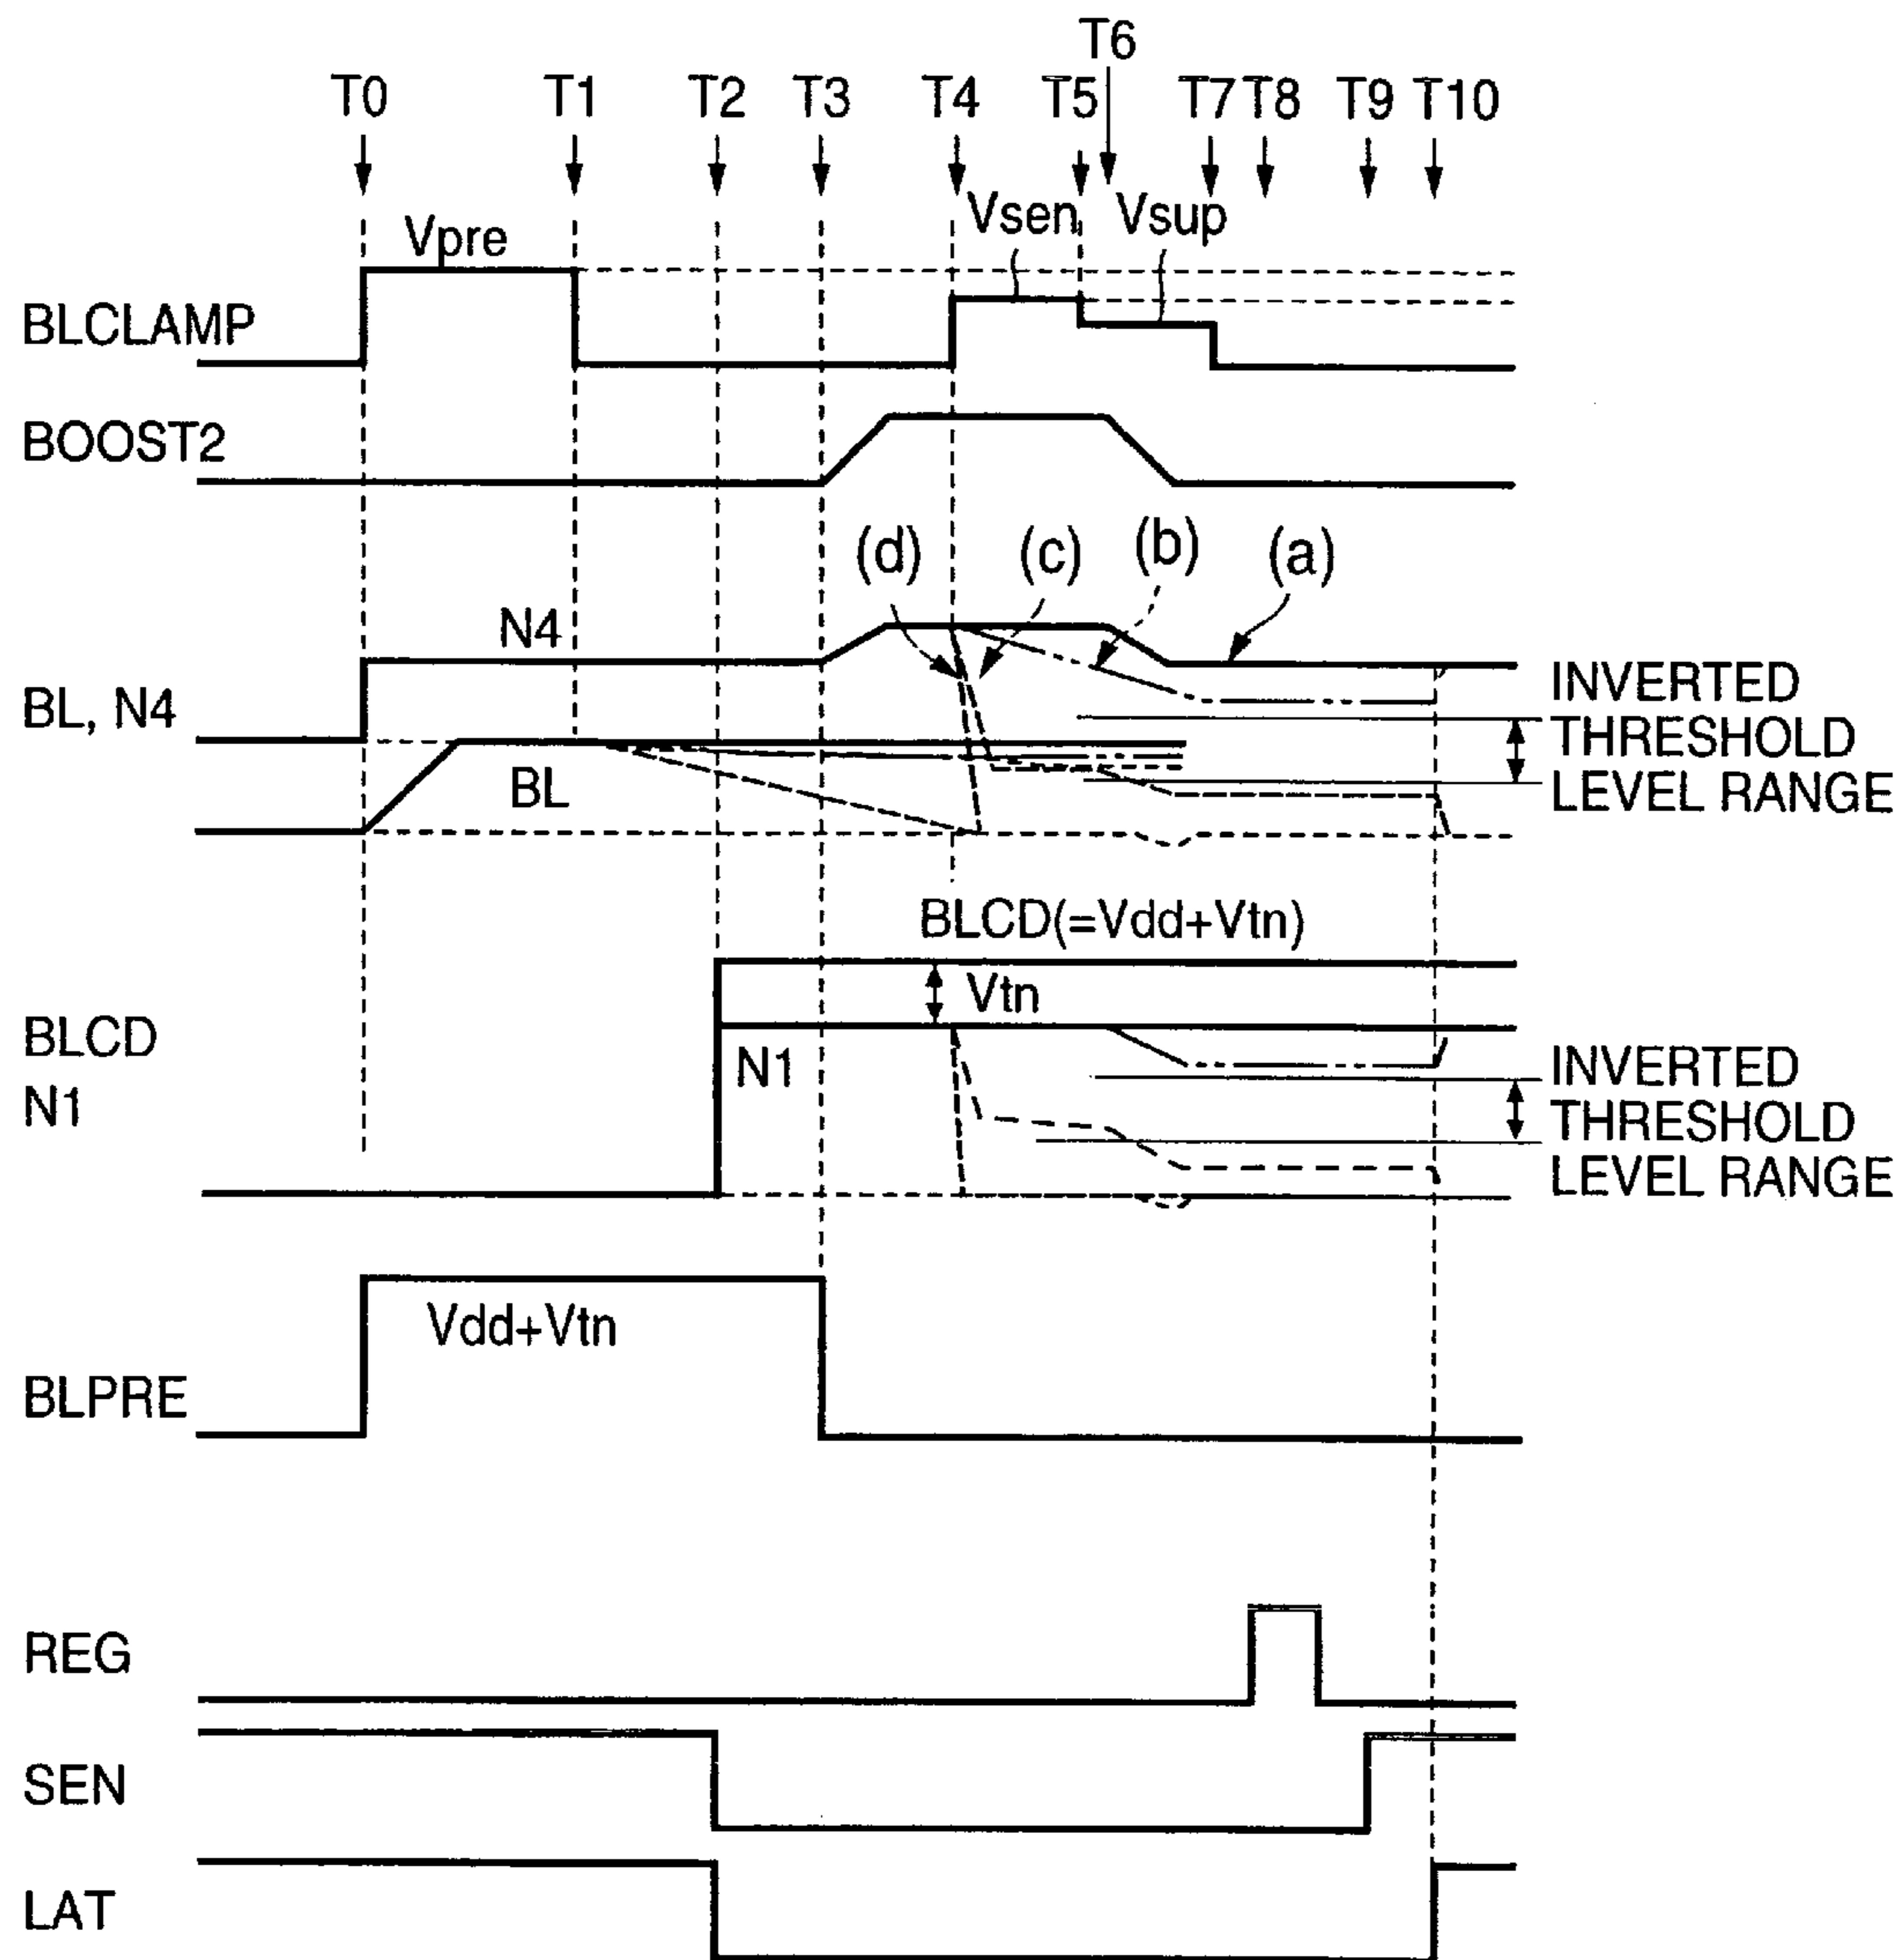 T6
T0 T1 T2 T3 T4 T5 T7 T8 T9 T10
Vpre Vsen Vsup
BLCLAMP
BOOST2
(d) (c) (b) (a)
N4
BL, N4
BL
INVERTED
THRESHOLD
LEVEL RANGE
BLCD(=Vdd+Vtn)
Vtn
BLCD
N1
N1
INVERTED
THRESHOLD
LEVEL RANGE
Vdd+Vtn
BLPRE
REG
SEN
LAT